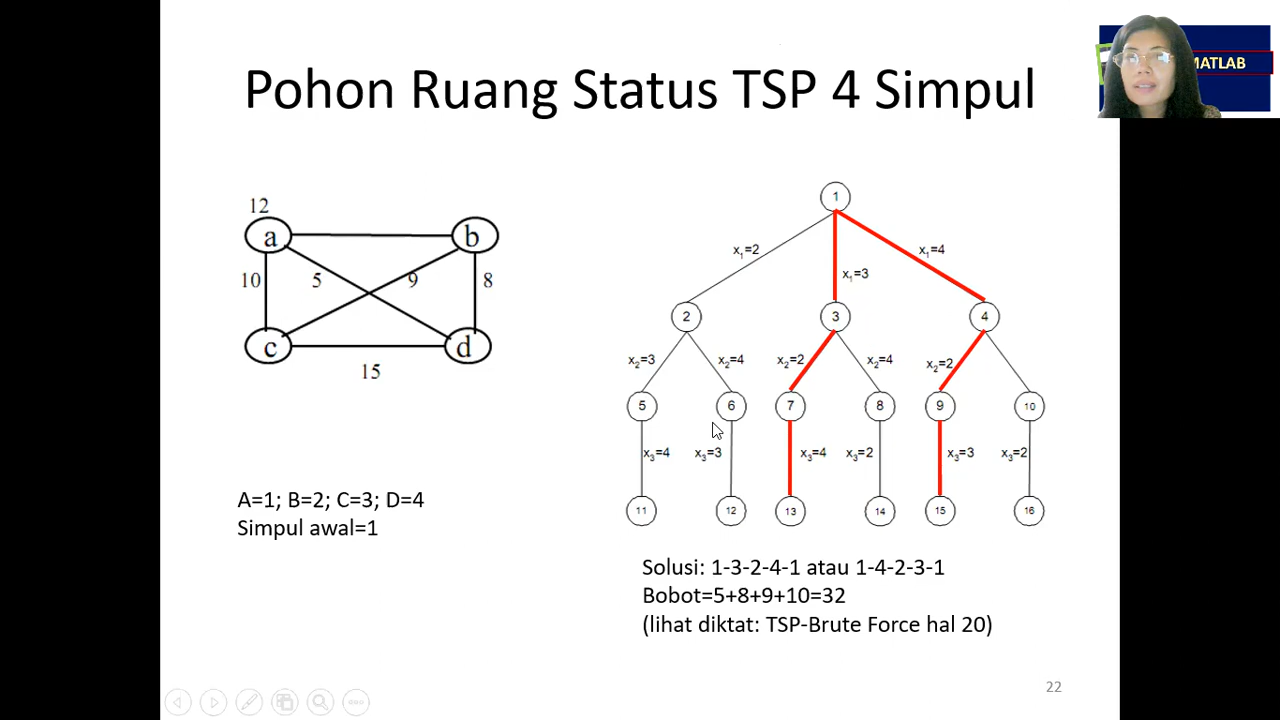 MATLAB
Pohon Ruang Status TSP 4 Simpul
12
a
b
10
5
9
8
c
d
15
A=1; B=2; C=3; D=4
Simpul awal=1
1
x1=2
x1=3
x1=4
2
3
4
x2=3
x2=4
x2=2
x2=4
x2=2
5
6
7
8
9
10
x3=4
x3=3
x3=4
x3=2
x3=3
x3=2
11
12
13
14
15
16
Solusi: 1-3-2-4-1 atau 1-4-2-3-1
Bobot=5+8+9+10=32
(lihat diktat: TSP-Brute Force hal 20)
22